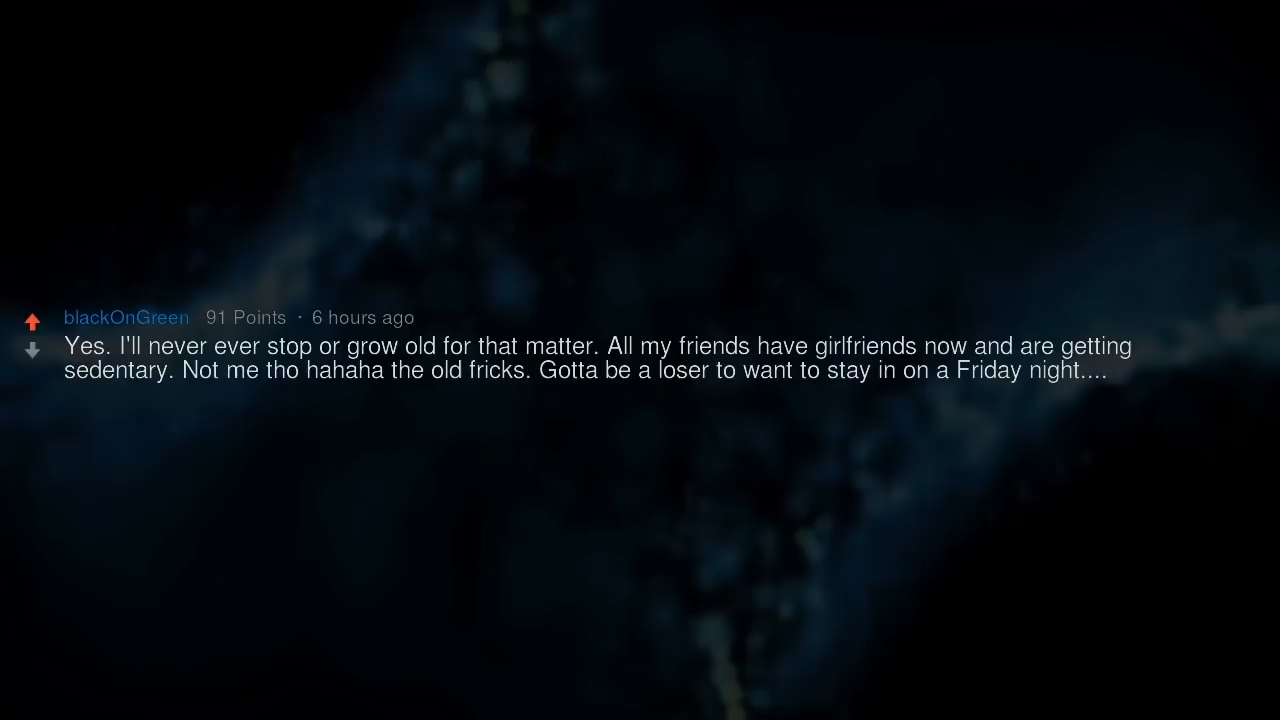 blackOnGreen 91 Points · 6 hours ago
Yes. I'll never ever stop or grow old for that matter. All my friends have girlfriends now and are getting
sedentary. Not me tho hahaha the old fricks. Gotta be a loser to want to stay in on a Friday night....